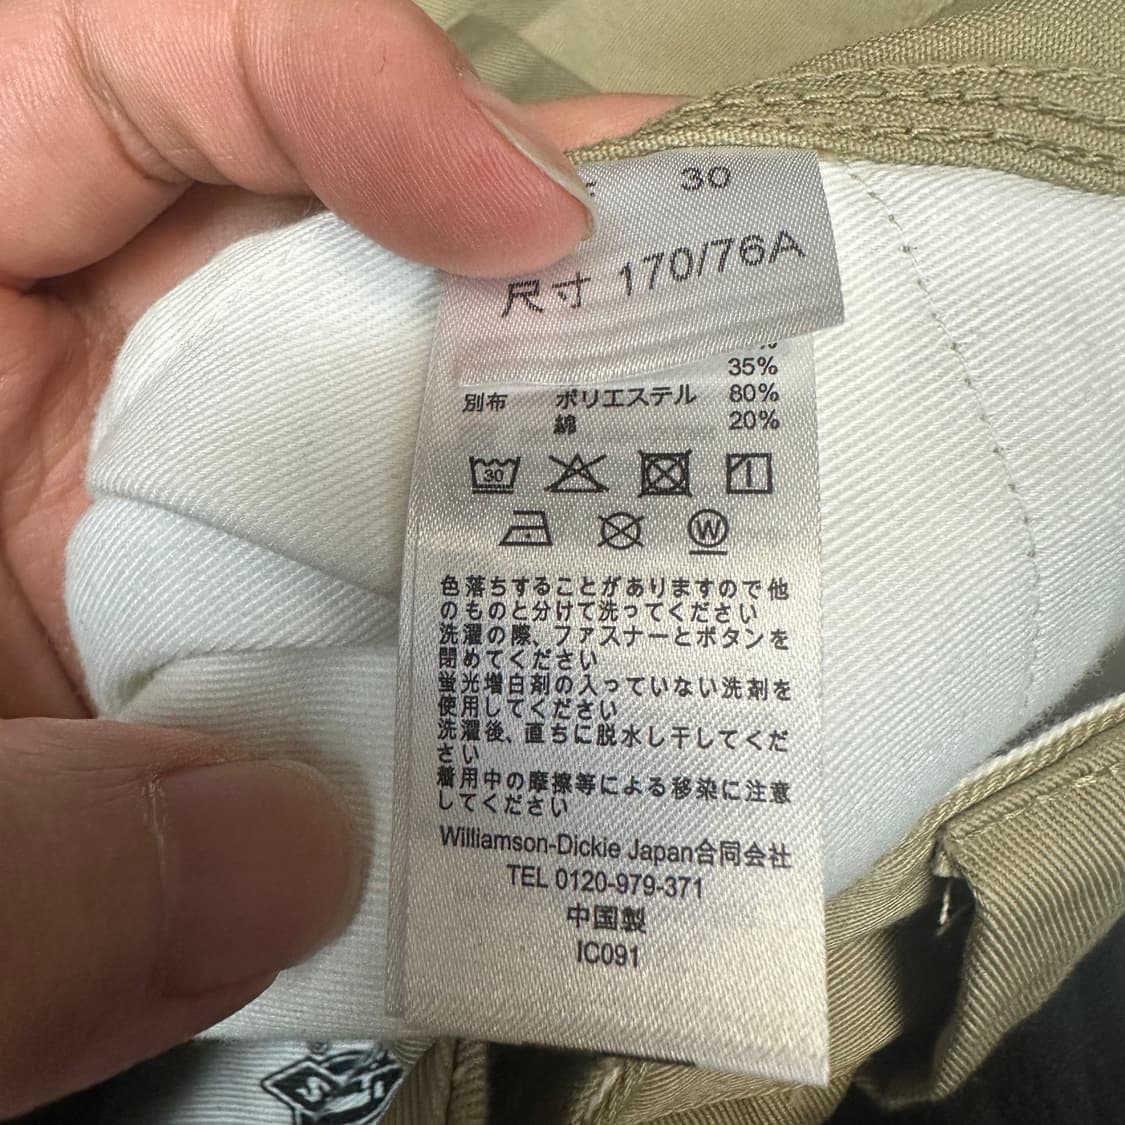 30
尺寸 170/76A
35%
別布 ポリエステル 80%
綿 20%
30
W
色落ちすることがありますので他
のものと分けて洗ってください
洗濯の際、ファスナーとボタンを
閉めてください
蛍光増白剤の入っていない洗剤を
使用してください
洗濯後、直ちに脱水し干してくだ
さい
着用中の摩擦等による移染に注意
してください
Williamson-Dickie Japan合同会社
TEL 0120-979-371
中国製
IC091